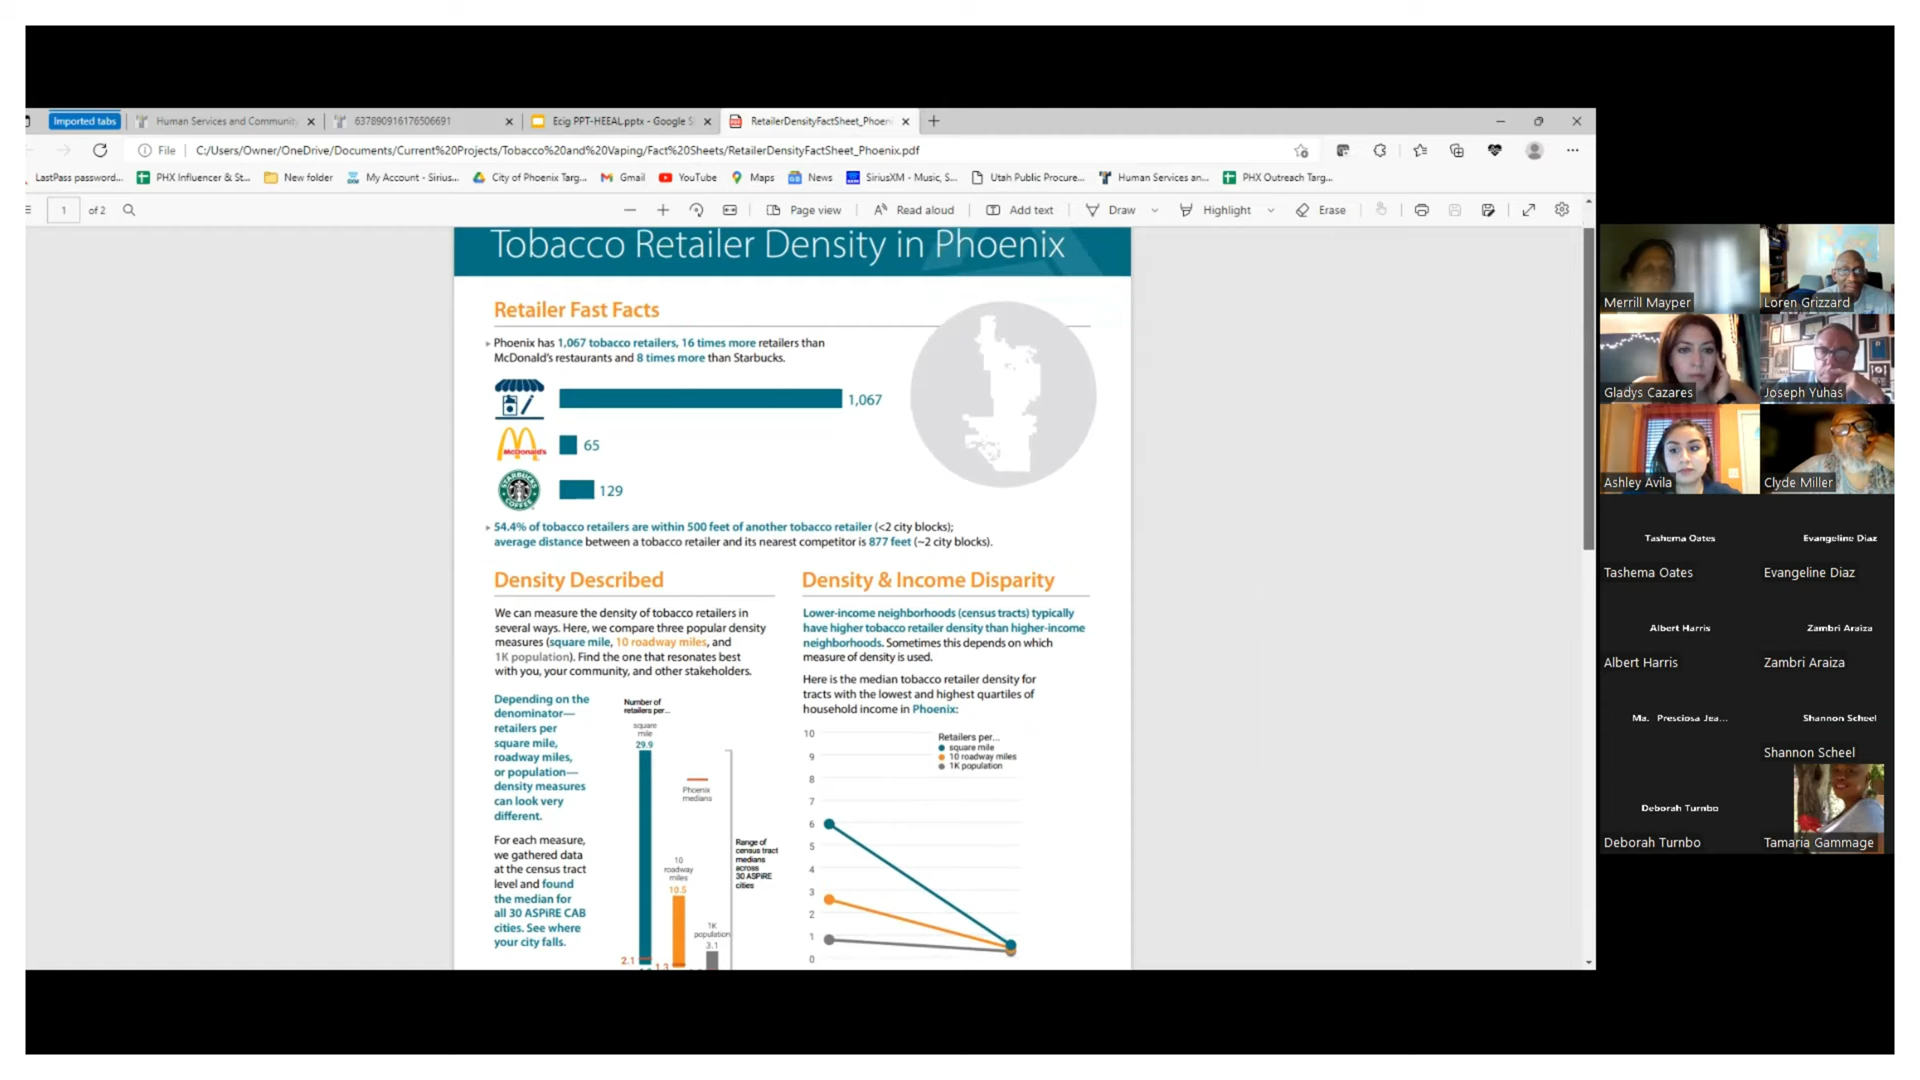 Imported tabs
Human Services and Communit
637890916176506691
Ecig PPT-HEEAL.pptx - Google S
RetailerDensityFactSheet_Phoeni
File
C:/Users/Owner/OneDrive/Documents/Current%20Projects/Tobacco%20and%20Vaping/Fact%20Sheets/RetailerDensityFactSheet_Phoenix.pdf
LastPass password...
PHX Influencer & St...
New folder
My Account - Sirius...
City of Phoenix Targ...
Gmail
YouTube
Maps
News
SiriusXM - Music, S...
Utah Public Procure...
Human Services an...
PHX Outreach Targ...
1 of 2
Page view
Read aloud
Add text
Draw
Highlight
Erase
Tobacco Retailer Density in Phoenix
Retailer Fast Facts
Phoenix has 1,067 tobacco retailers, 16 times more retailers than
McDonald's restaurants and 8 times more than Starbucks.
1,067
McDonald's
65
STARBUCKS COFFEE
129
54.4% of tobacco retailers are within 500 feet of another tobacco retailer (<2 city blocks);
average distance between a tobacco retailer and its nearest competitor is 877 feet (~2 city blocks).
Density Described
We can measure the density of tobacco retailers in
several ways. Here, we compare three popular density
measures (square mile, 10 roadway miles, and
1K population). Find the one that resonates best
with you, your community, and other stakeholders.
Depending on the
denominator—
retailers per
square mile,
roadway miles,
or population—
density measures
can look very
different.
For each measure,
we gathered data
at the census tract
level and found
the median for
all 30 ASPiRE CAB
cities. See where
your city falls.
Number of
retailers per...
square
mile
29.9
Phoenix
medians
10
roadway
miles
10.5
1K
population
3.1
2.1
1.3
Range of
census tract
medians
across
30 ASPiRE
cities
Density & Income Disparity
Lower-income neighborhoods (census tracts) typically
have higher tobacco retailer density than higher-income
neighborhoods. Sometimes this depends on which
measure of density is used.
Here is the median tobacco retailer density for
tracts with the lowest and highest quartiles of
household income in Phoenix:
Retailers per...
square mile
10 roadway miles
1K population
10
9
8
7
6
5
4
3
2
1
0
Merrill Mayper
Loren Grizzard
Gladys Cazares
Joseph Yuhas
Ashley Avila
Clyde Miller
Tashema Oates
Evangeline Diaz
Tashema Oates
Evangeline Diaz
Albert Harris
Zambri Araiza
Albert Harris
Zambri Araiza
Ma. Presciosa Jea...
Shannon Scheel
Shannon Scheel
Deborah Turnbo
Deborah Turnbo
Tamaria Gammage